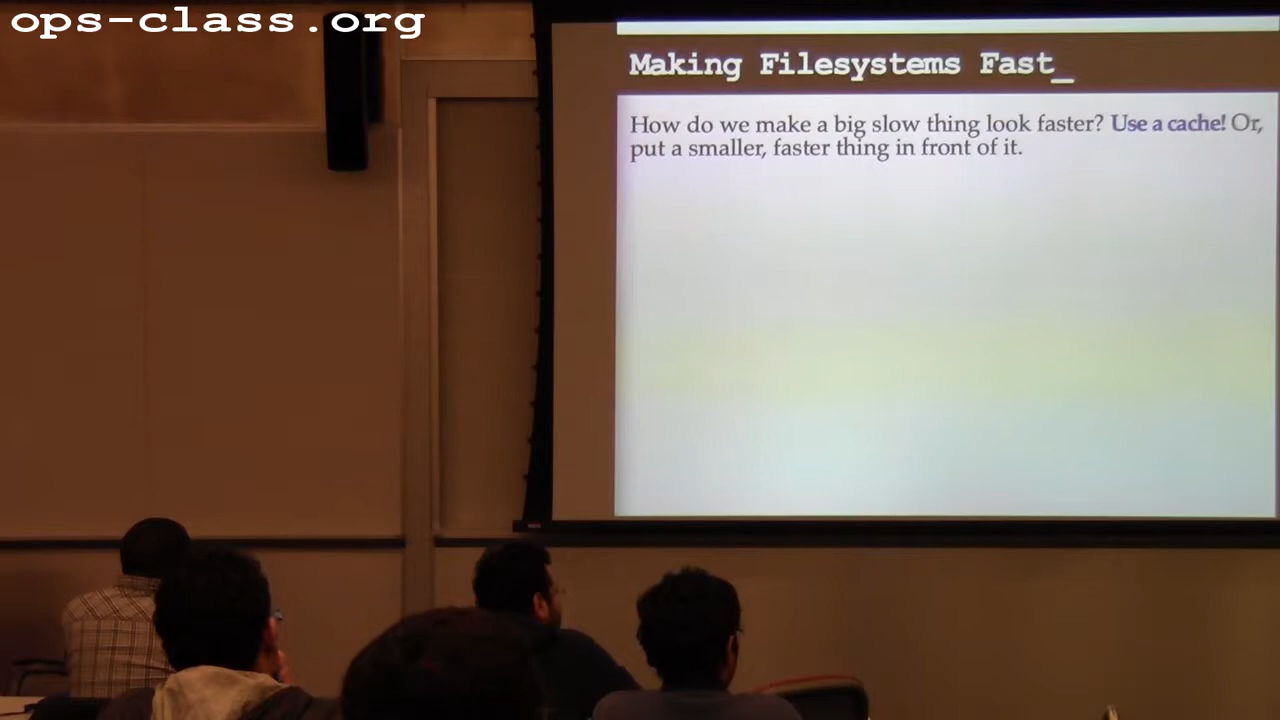 ops-class.org
Making Filesystems Fast_
How do we make a big slow thing look faster? Use a cache! Or,
put a smaller, faster thing in front of it.